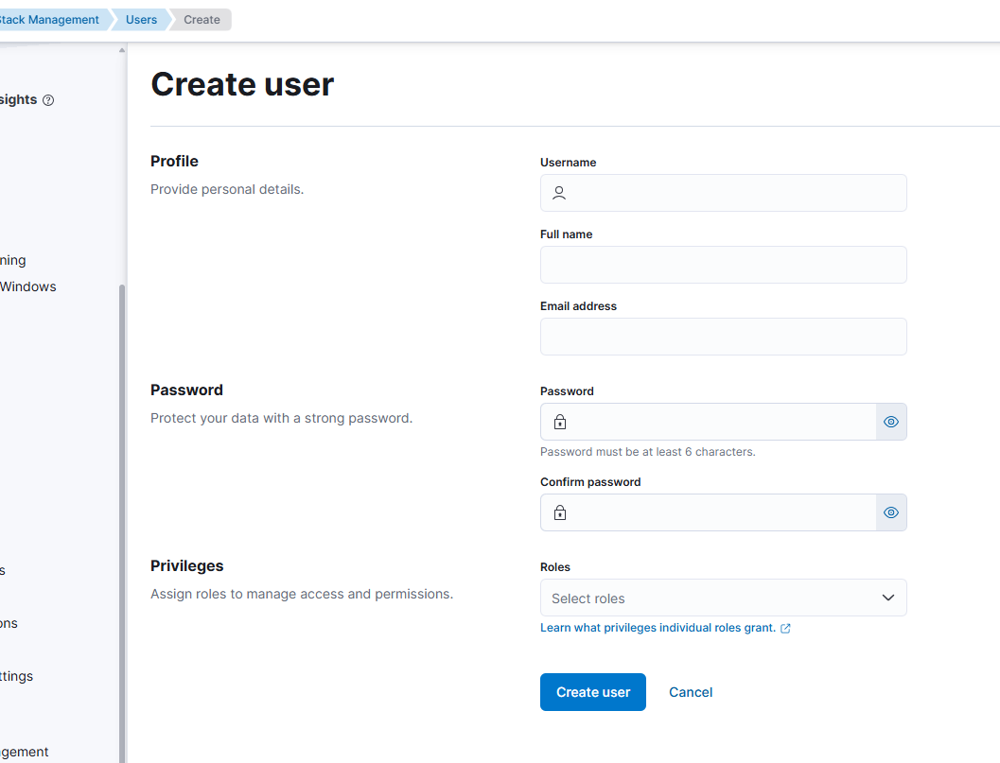 Stack Management
Users
Create
sights
ning
Windows
s
ons
ttings
gement
Create user
Profile
Provide personal details.
Username
Full name
Email address
Password
Protect your data with a strong password.
Password
Password must be at least 6 characters.
Confirm password
Privileges
Assign roles to manage access and permissions.
Roles
Select roles
Learn what privileges individual roles grant.
Create user
Cancel